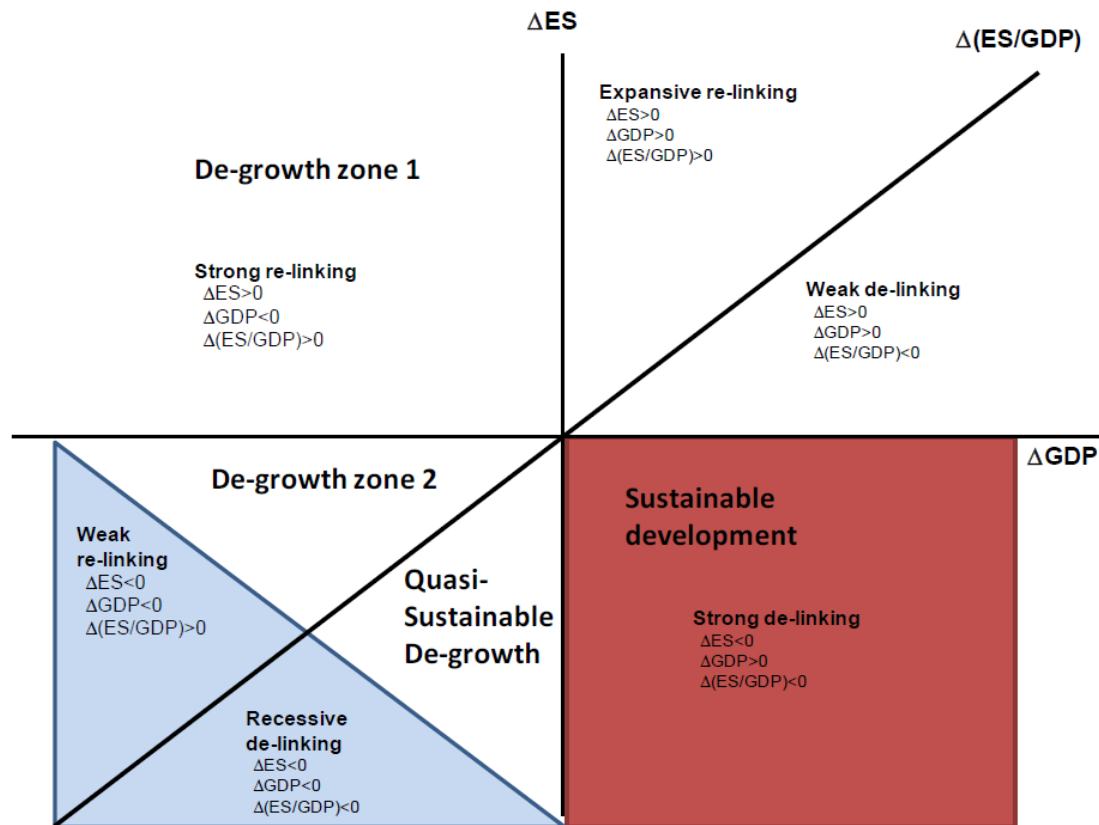 ΔES
Δ(ES/GDP)
Expansive re-linking
ΔES>0
ΔGDP>0
Δ(ES/GDP)>0
De-growth zone 1
Strong re-linking
ΔES>0
ΔGDP<0
Δ(ES/GDP)>0
Weak de-linking
ΔES>0
ΔGDP>0
Δ(ES/GDP)<0
ΔGDP
De-growth zone 2
Weak
re-linking
ΔES<0
ΔGDP<0
Δ(ES/GDP)>0
Quasi-
Sustainable
De-growth
Recessive
de-linking
ΔES<0
ΔGDP<0
Δ(ES/GDP)<0
Sustainable
development
Strong de-linking
ΔES<0
ΔGDP>0
Δ(ES/GDP)<0